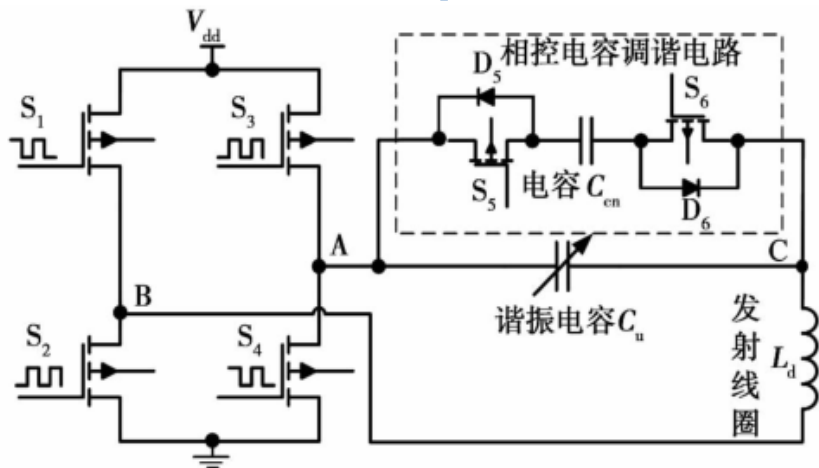 V_dd
相控电容调谐电路
D_5
S_6
S_1
S_3
S_5
电容 C_cn
D_6
A
C
B
谐振电容C_u
S_2
S_4
发射线圈
L_d